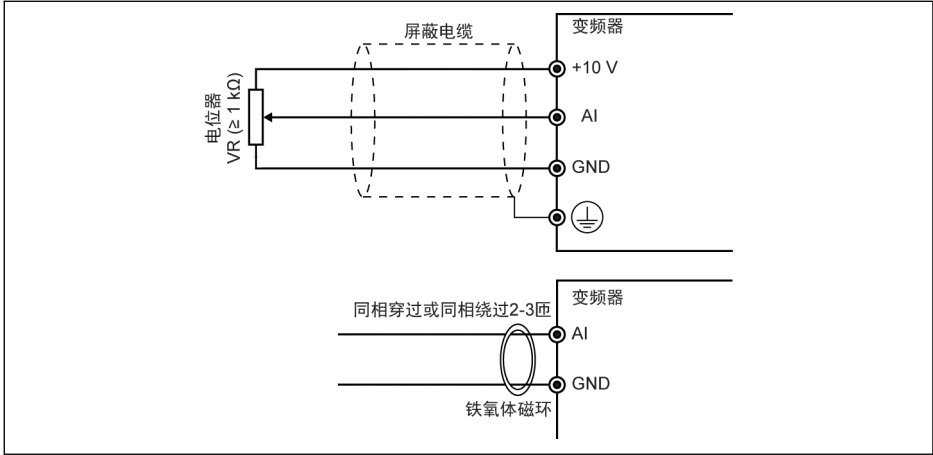 屏蔽电缆
变频器
+10 V
电位器
VR (≥ 1 kΩ)
AI
GND
变频器
同相穿过或同相绕过2-3匝
AI
GND
铁氧体磁环